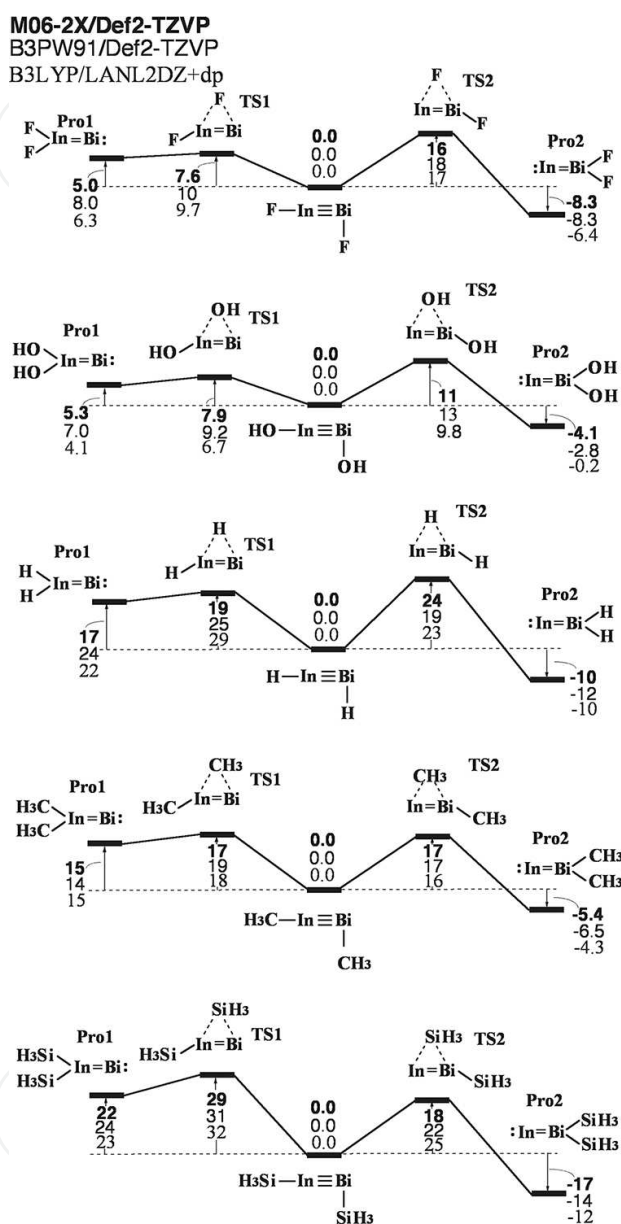 M06-2X/Def2-TZVP
B3PW91/Def2-TZVP
B3LYP/LANL2DZ+dp
F
F
In=Bi:
Pro1
F
F
In=Bi
TS1
0.0
0.0
0.0
F
In=Bi
F
TS2
Pro2
:In=Bi
F
F
5.0
8.0
6.3
7.6
10
9.7
F—In≡Bi
F
16
18
17
-8.3
-8.3
-6.4
Pro1
HO
HO
In=Bi:
OH
HO
In=Bi
TS1
0.0
0.0
0.0
OH
In=Bi
OH
TS2
Pro2
:In=Bi
OH
OH
5.3
7.0
4.1
7.9
9.2
6.7
HO—In≡Bi
OH
11
13
9.8
-4.1
-2.8
-0.2
Pro1
H
H
In=Bi:
H
H
In=Bi
TS1
0.0
0.0
0.0
H
In=Bi
H
TS2
Pro2
:In=Bi
H
H
17
24
22
19
25
29
H—In≡Bi
H
24
19
23
-10
-12
-10
Pro1
H3C
H3C
In=Bi:
CH3
H3C
In=Bi
TS1
0.0
0.0
0.0
CH3
In=Bi
CH3
TS2
Pro2
:In=Bi
CH3
CH3
15
14
15
17
19
18
H3C—In≡Bi
CH3
17
17
16
-5.4
-6.5
-4.3
Pro1
H3Si
H3Si
In=Bi:
SiH3
H3Si
In=Bi
TS1
0.0
0.0
0.0
SiH3
In=Bi
SiH3
TS2
Pro2
:In=Bi
SiH3
SiH3
22
24
23
29
31
32
H3Si—In≡Bi
SiH3
18
22
25
-17
-14
-12